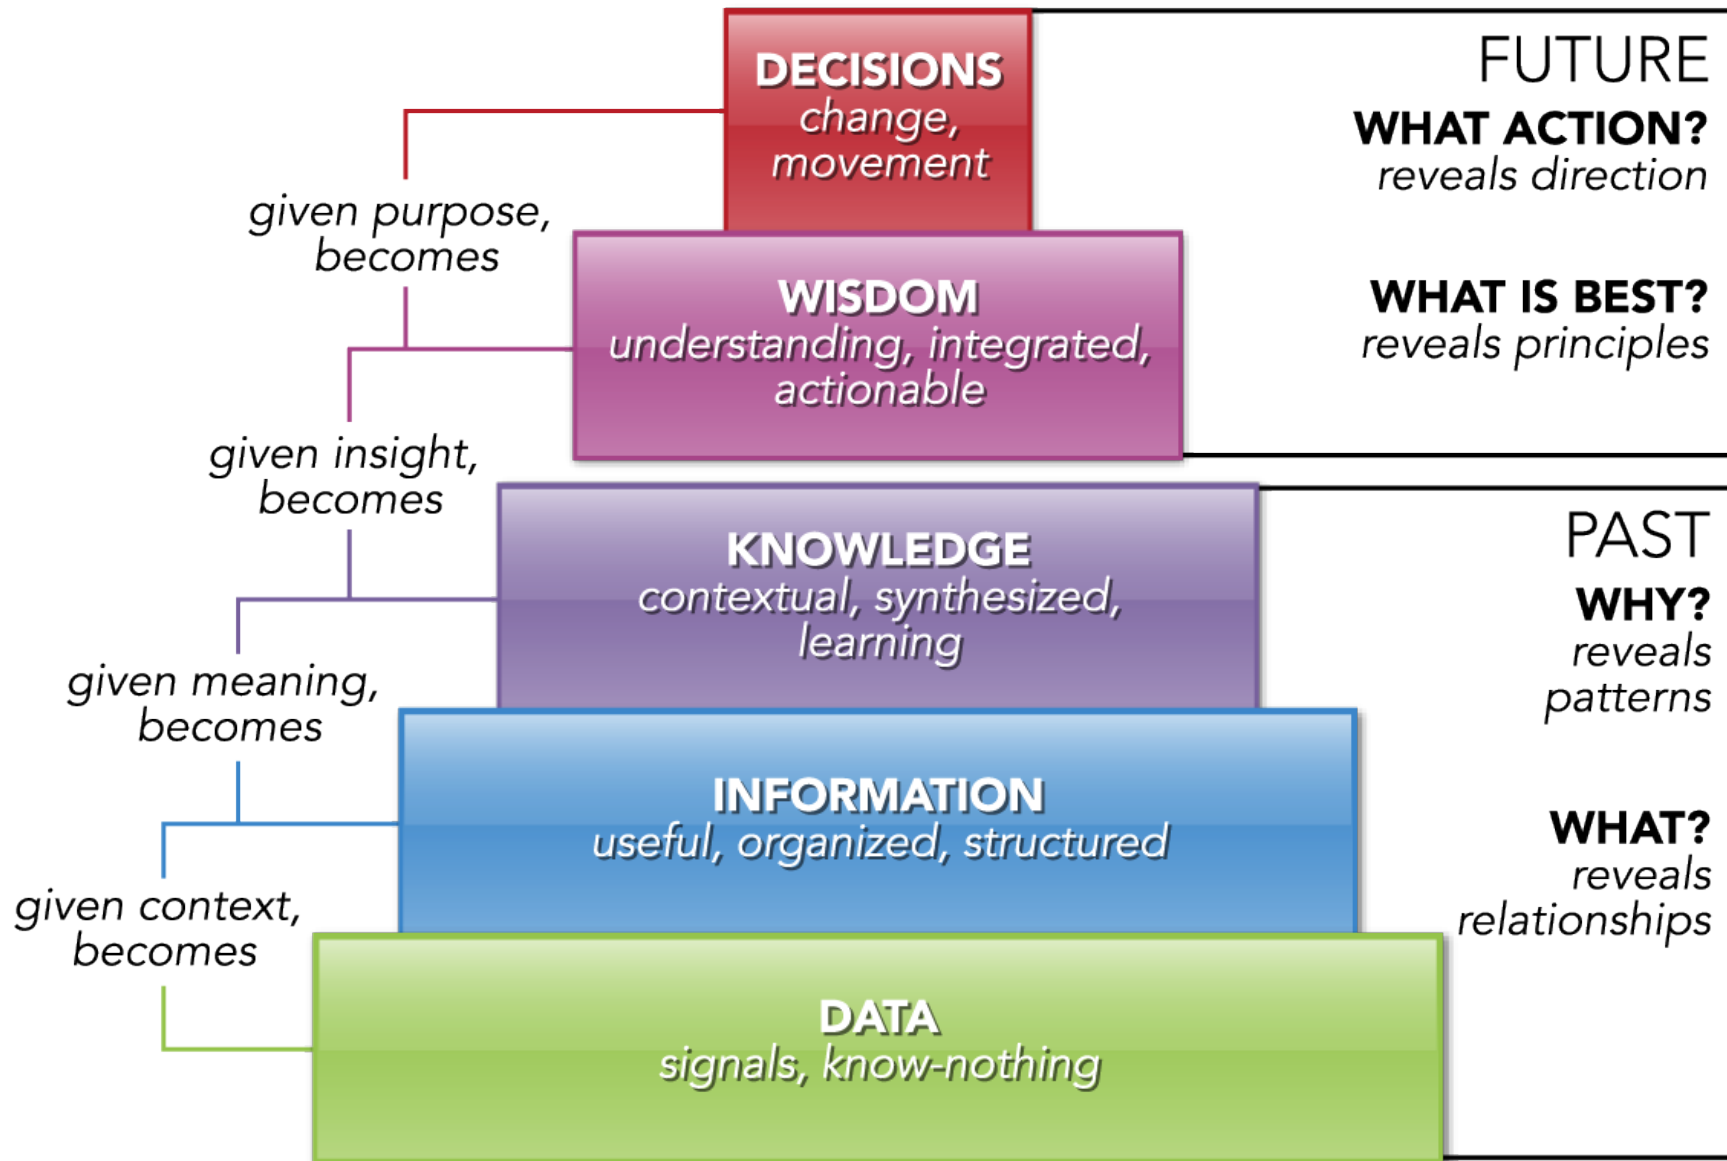 DECISIONS
change,
movement
FUTURE
WHAT ACTION?
reveals direction
given purpose,
becomes
WISDOM
understanding, integrated,
actionable
WHAT IS BEST?
reveals principles
given insight,
becomes
KNOWLEDGE
contextual, synthesized,
learning
PAST
WHY?
reveals
patterns
given meaning,
becomes
INFORMATION
useful, organized, structured
WHAT?
reveals
relationships
given context,
becomes
DATA
signals, know-nothing